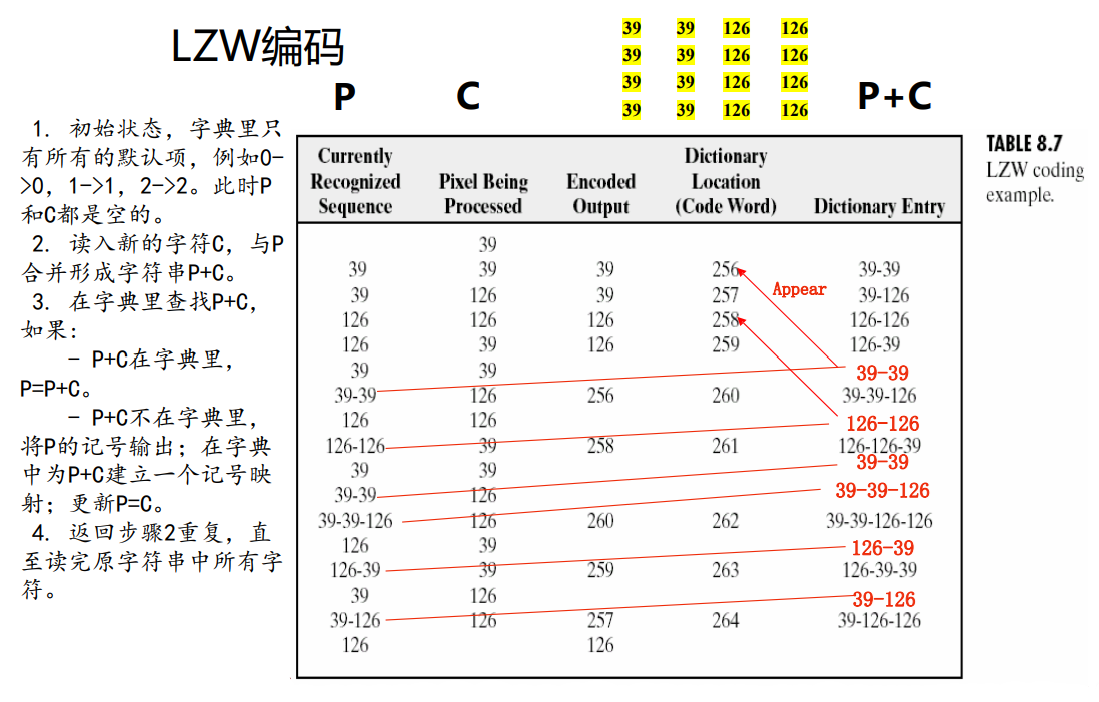 LZW编码
39 39 126 126
39 39 126 126
39 39 126 126
39 39 126 126
P C P+C
1. 初始状态，字典里只
有所有的默认项，例如0-
>0，1->1，2->2。此时P
和C都是空的。
2. 读入新的字符C，与P
合并形成字符串P+C。
3. 在字典里查找P+C，
如果：
- P+C在字典里，
P=P+C。
- P+C不在字典里，
将P的记号输出；在字典
中为P+C建立一个记号映
射；更新P=C。
4. 返回步骤2重复，直
至读完原字符串中所有字
符。
Currently Dictionary
Recognized Pixel Being Encoded Location
Sequence Processed Output (Code Word) Dictionary Entry
39
39 39 39 256 39-39
Appear
39 126 39 257 39-126
126 126 126 258 126-126
126 39 126 259 126-39
39 39 39-39
39-39 126 256 260 39-39-126
126 126 126-126
126-126 39 258 261 126-126-39
39 39 39-39
39-39 126 39-39-126
39-39-126 126 260 262 39-39-126-126
126 39 126-39
126-39 39 259 263 126-39-39
39 126 39-126
39-126 126 257 264 39-126-126
126 126
TABLE 8.7
LZW coding
example.